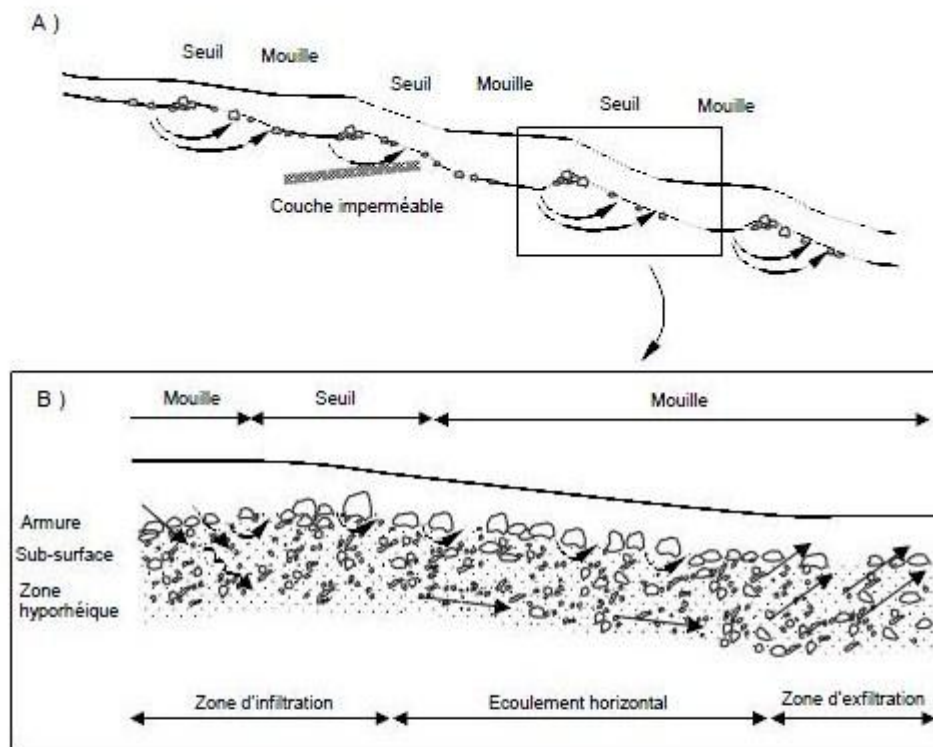 A )
Seuil Mouille
Seuil Mouille
Seuil Mouille
Couche imperméable
B )
Mouille Seuil Mouille
Armure
Sub-surface
Zone
hyporhéique
Zone d'infiltration Ecoulement horizontal Zone d'exfiltration